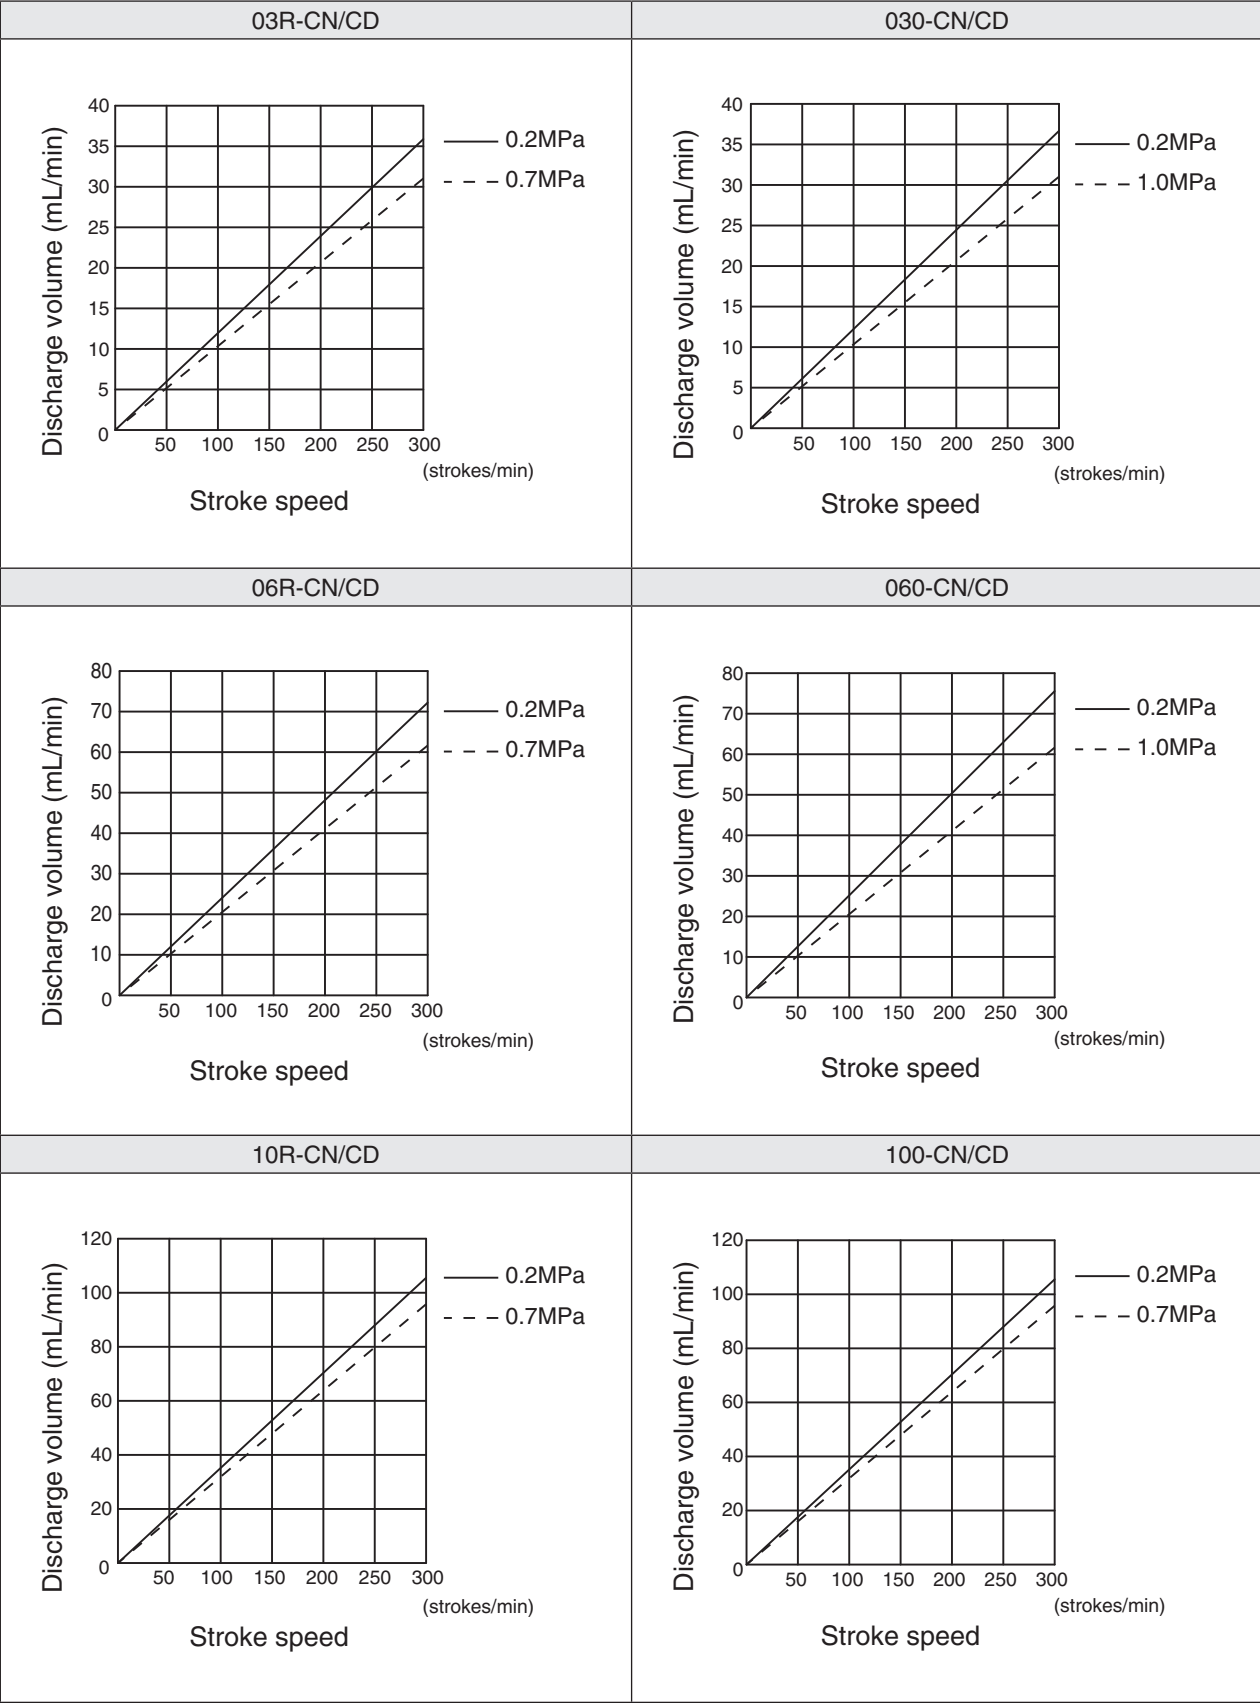 03R-CN/CD
40
35
30
25
20
15
10
5
0
50 100 150 200 250 300
(strokes/min)
Stroke speed
Discharge volume (mL/min)
0.2MPa
0.7MPa
030-CN/CD
40
35
30
25
20
15
10
5
0
50 100 150 200 250 300
(strokes/min)
Stroke speed
Discharge volume (mL/min)
0.2MPa
1.0MPa
06R-CN/CD
80
70
60
50
40
30
20
10
0
50 100 150 200 250 300
(strokes/min)
Stroke speed
Discharge volume (mL/min)
0.2MPa
0.7MPa
060-CN/CD
80
70
60
50
40
30
20
10
0
50 100 150 200 250 300
(strokes/min)
Stroke speed
Discharge volume (mL/min)
0.2MPa
1.0MPa
10R-CN/CD
120
100
80
60
40
20
0
50 100 150 200 250 300
(strokes/min)
Stroke speed
Discharge volume (mL/min)
0.2MPa
0.7MPa
100-CN/CD
120
100
80
60
40
20
0
50 100 150 200 250 300
(strokes/min)
Stroke speed
Discharge volume (mL/min)
0.2MPa
0.7MPa